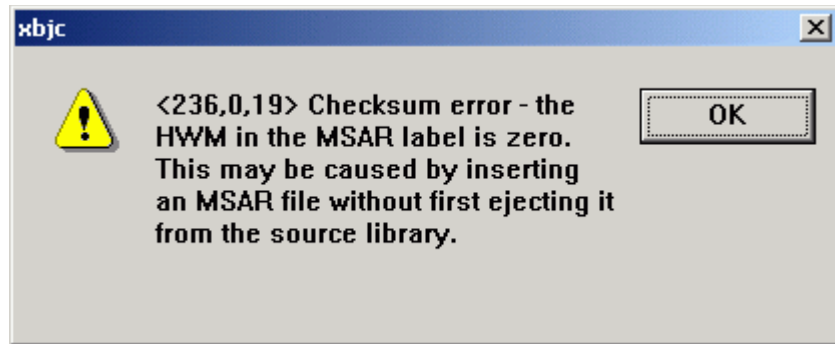 xbjc
<236,0,19> Checksum error - the
HWM in the MSAR label is zero.
This may be caused by inserting
an MSAR file without first ejecting it
from the source library.
OK